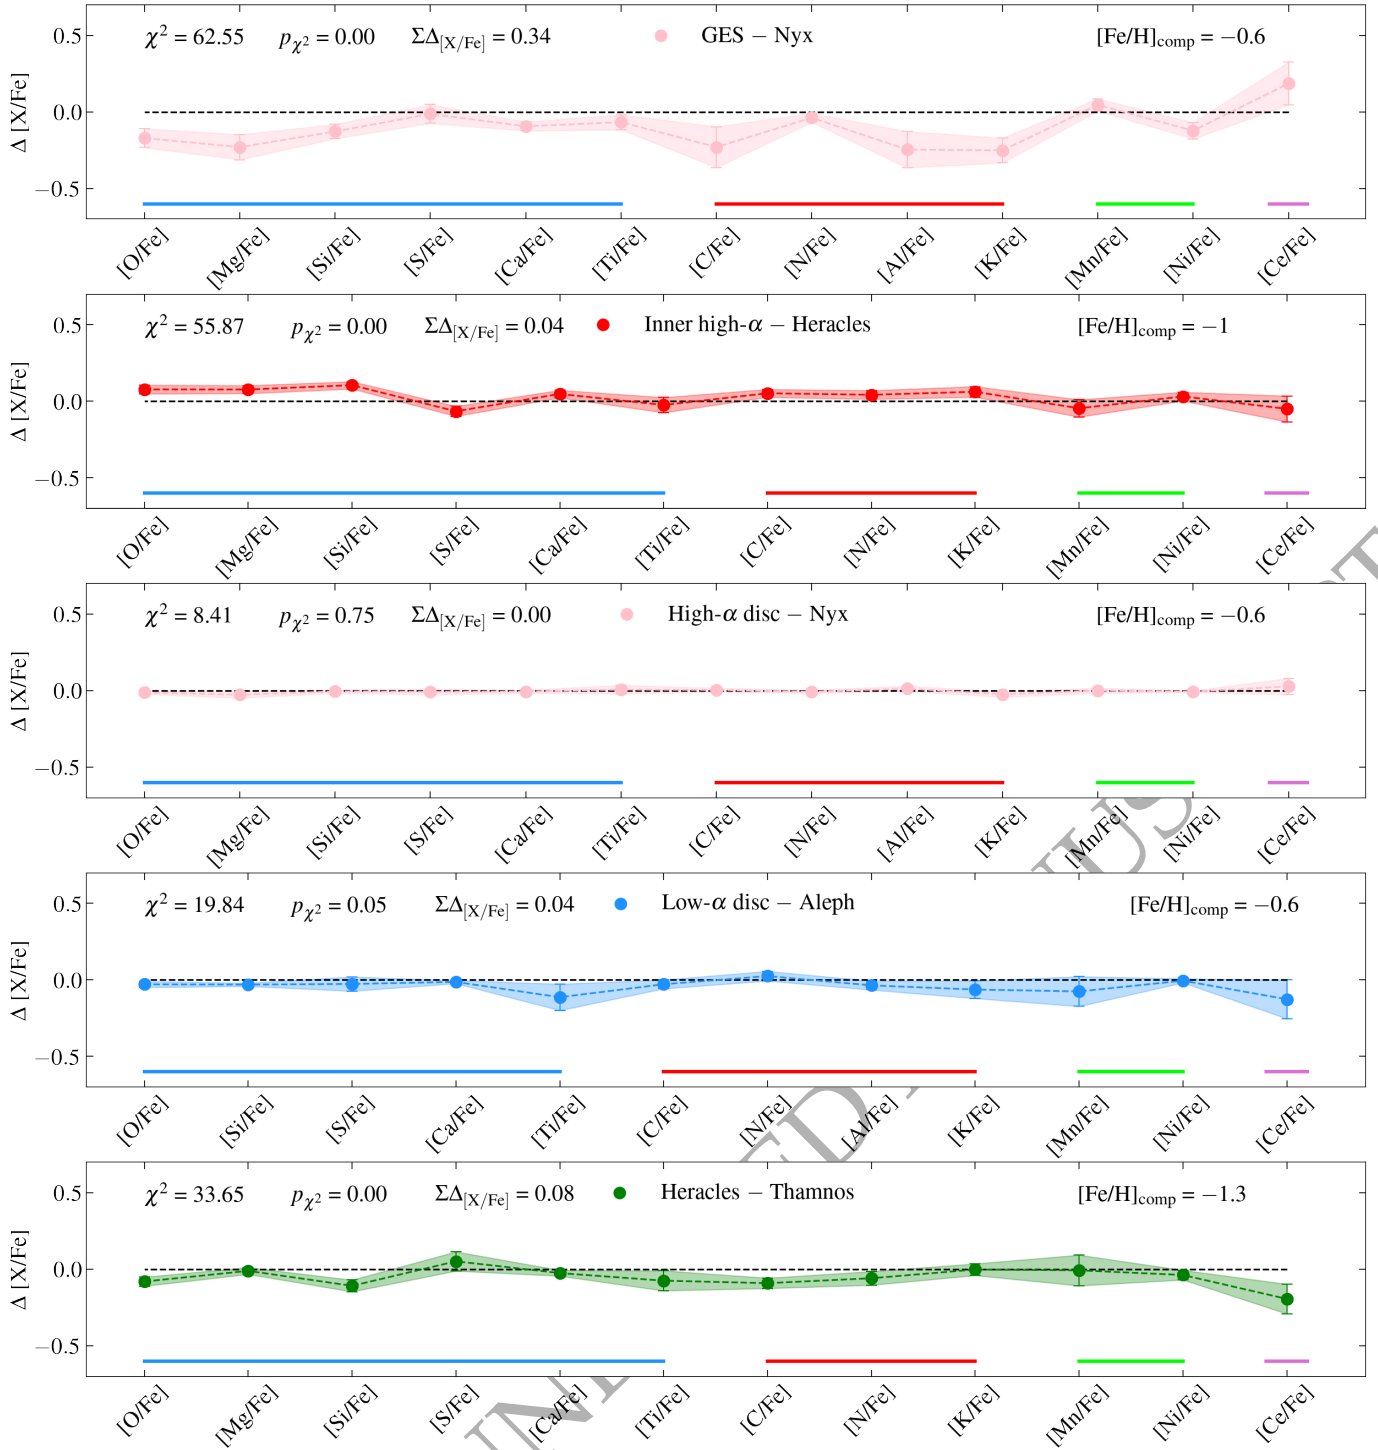 χ² = 62.55 p_χ² = 0.00 ΣΔ[X/Fe] = 0.34 GES − Nyx [Fe/H]comp = −0.6
0.5
0.0
−0.5
Δ [X/Fe]
[O/Fe] [Mg/Fe] [Si/Fe] [S/Fe] [Ca/Fe] [Ti/Fe] [C/Fe] [N/Fe] [Al/Fe] [K/Fe] [Mn/Fe] [Ni/Fe] [Ce/Fe]
χ² = 55.87 p_χ² = 0.00 ΣΔ[X/Fe] = 0.04 Inner high-α − Heracles [Fe/H]comp = −1
0.5
0.0
−0.5
Δ [X/Fe]
[O/Fe] [Mg/Fe] [Si/Fe] [S/Fe] [Ca/Fe] [Ti/Fe] [C/Fe] [N/Fe] [K/Fe] [Mn/Fe] [Ni/Fe] [Ce/Fe]
χ² = 8.41 p_χ² = 0.75 ΣΔ[X/Fe] = 0.00 High-α disc − Nyx [Fe/H]comp = −0.6
0.5
0.0
−0.5
Δ [X/Fe]
[O/Fe] [Mg/Fe] [Si/Fe] [S/Fe] [Ca/Fe] [Ti/Fe] [C/Fe] [N/Fe] [Al/Fe] [K/Fe] [Mn/Fe] [Ni/Fe] [Ce/Fe]
χ² = 19.84 p_χ² = 0.05 ΣΔ[X/Fe] = 0.04 Low-α disc − Aleph [Fe/H]comp = −0.6
0.5
0.0
−0.5
Δ [X/Fe]
[O/Fe] [Si/Fe] [S/Fe] [Ca/Fe] [Ti/Fe] [C/Fe] [N/Fe] [Al/Fe] [K/Fe] [Mn/Fe] [Ni/Fe] [Ce/Fe]
χ² = 33.65 p_χ² = 0.00 ΣΔ[X/Fe] = 0.08 Heracles − Thamnos [Fe/H]comp = −1.3
0.5
0.0
−0.5
Δ [X/Fe]
[O/Fe] [Mg/Fe] [Si/Fe] [S/Fe] [Ca/Fe] [Ti/Fe] [C/Fe] [N/Fe] [K/Fe] [Mn/Fe] [Ni/Fe] [Ce/Fe]